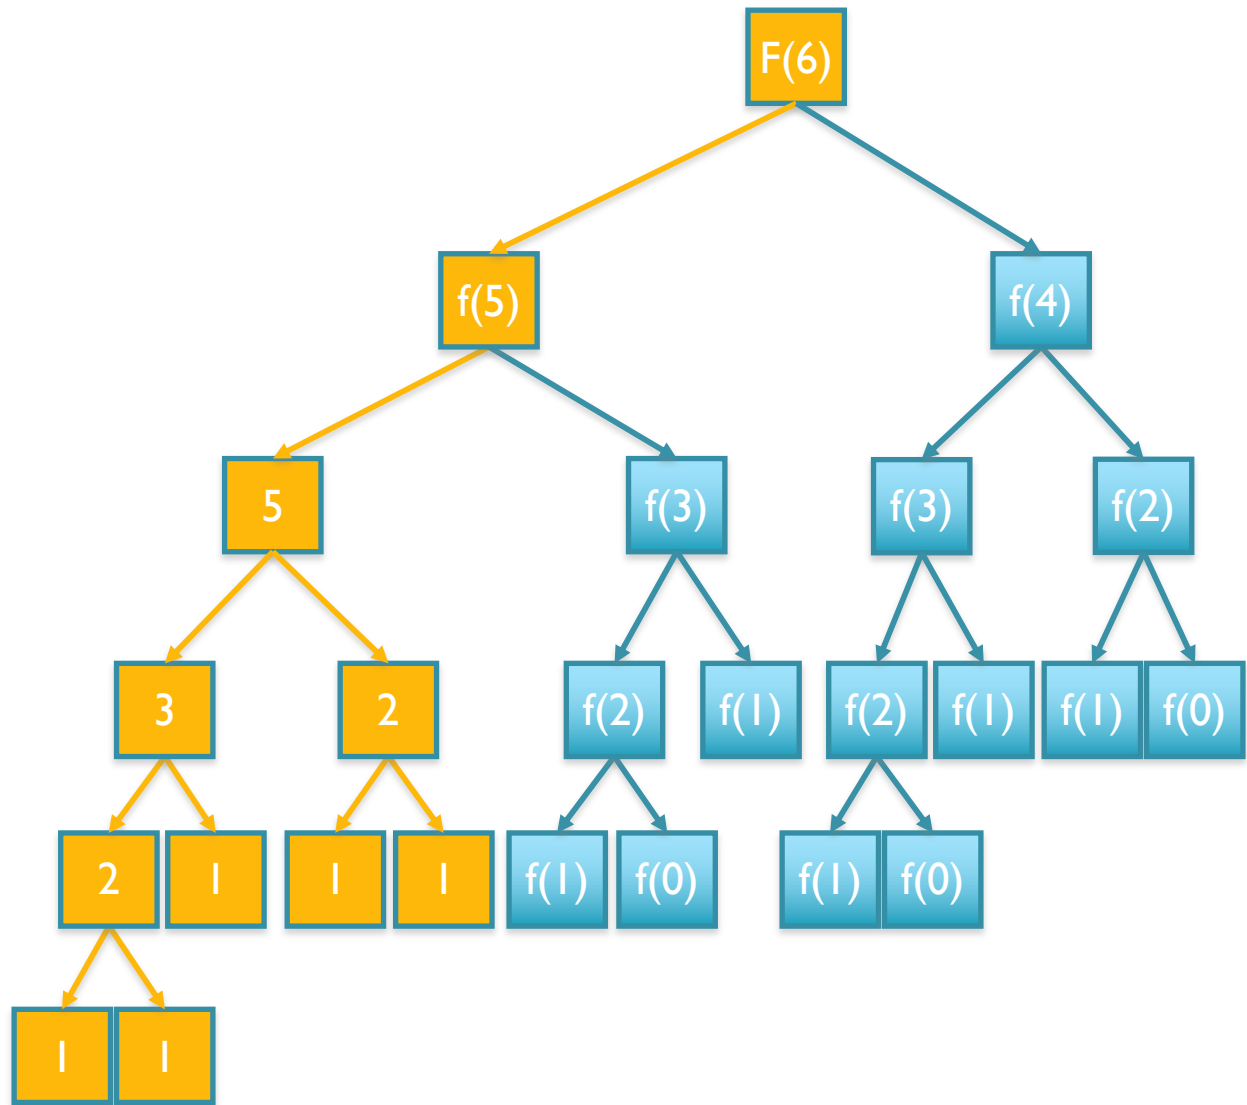 F(6)
f(5)
f(4)
5
f(3)
f(3)
f(2)
3
2
f(2)
f(1)
f(2)
f(1)
f(1)
f(0)
2
1
1
1
f(1)
f(0)
f(1)
f(0)
1
1